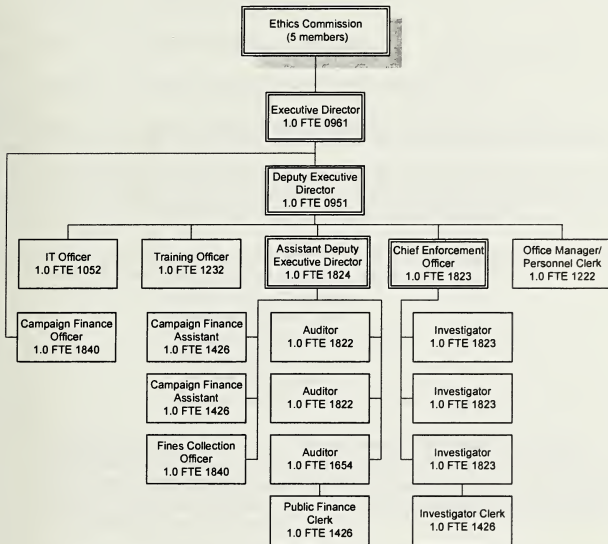 Ethics Commission
(5 members)
Executive Director
1.0 FTE 0961
Deputy Executive
Director
1.0 FTE 0951
IT Officer
1.0 FTE 1052
Training Officer
1.0 FTE 1232
Assistant Deputy
Executive Director
1.0 FTE 1824
Chief Enforcement
Officer
1.0 FTE 1823
Office Manager/
Personnel Clerk
1.0 FTE 1222
Campaign Finance
Officer
1.0 FTE 1840
Campaign Finance
Assistant
1.0 FTE 1426
Auditor
1.0 FTE 1822
Investigator
1.0 FTE 1823
Campaign Finance
Assistant
1.0 FTE 1426
Auditor
1.0 FTE 1822
Investigator
1.0 FTE 1823
Fines Collection
Officer
1.0 FTE 1840
Auditor
1.0 FTE 1654
Investigator
1.0 FTE 1823
Public Finance
Clerk
1.0 FTE 1426
Investigator Clerk
1.0 FTE 1426